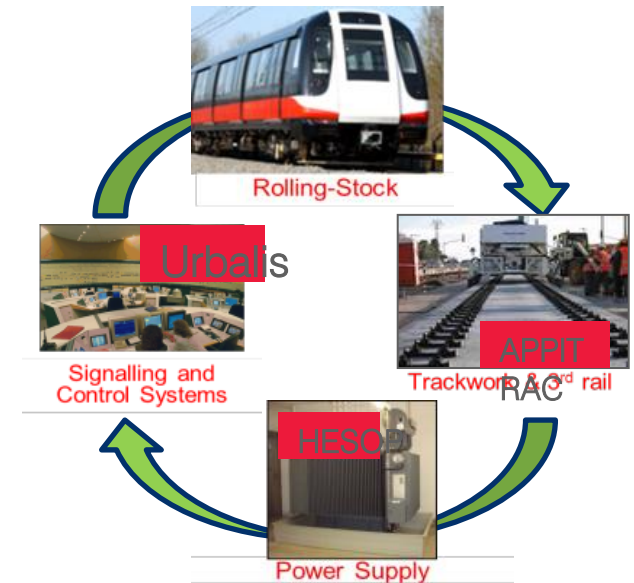 Rolling-Stock
Urbalis
Signalling and
Control Systems
APPIT
RAC
Trackwork & 3rd rail
HESOP
Power Supply